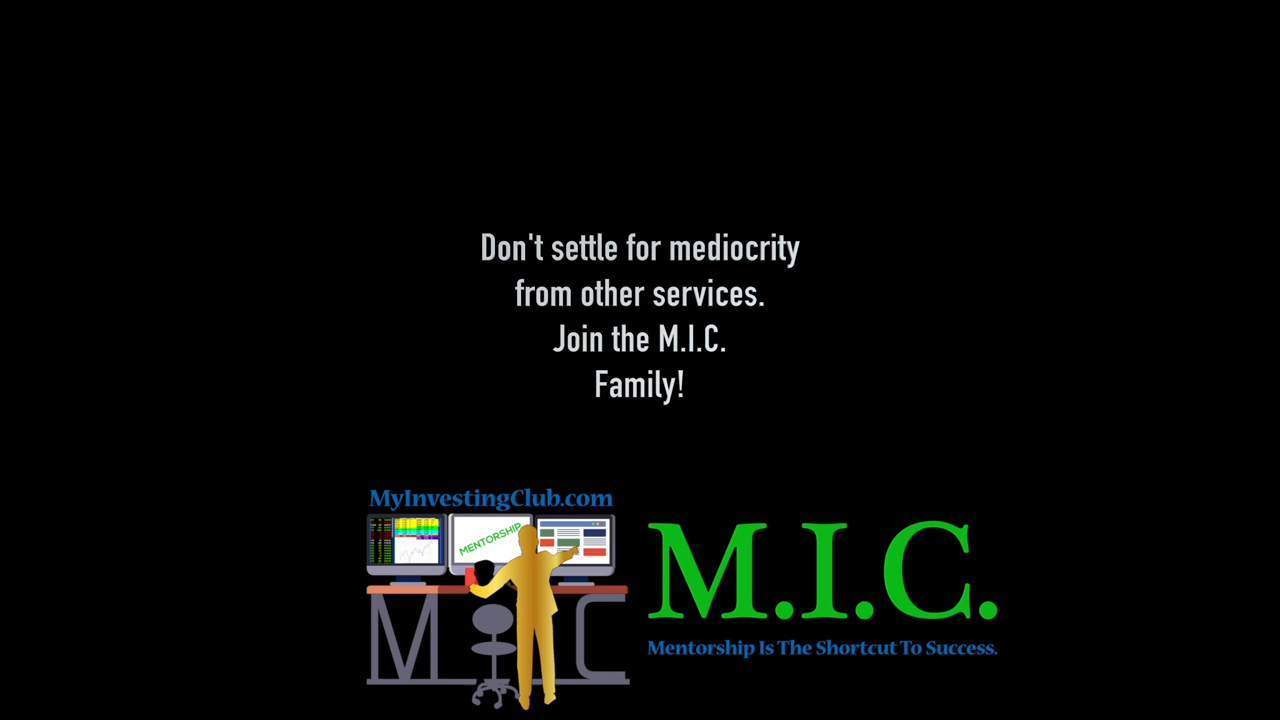 Don't settle for mediocrity
from other services.
Join the M.I.C.
Family!
MyInvestingClub.com
MENTORSHIP
MIC
M.I.C.
Mentorship Is The Shortcut To Success.